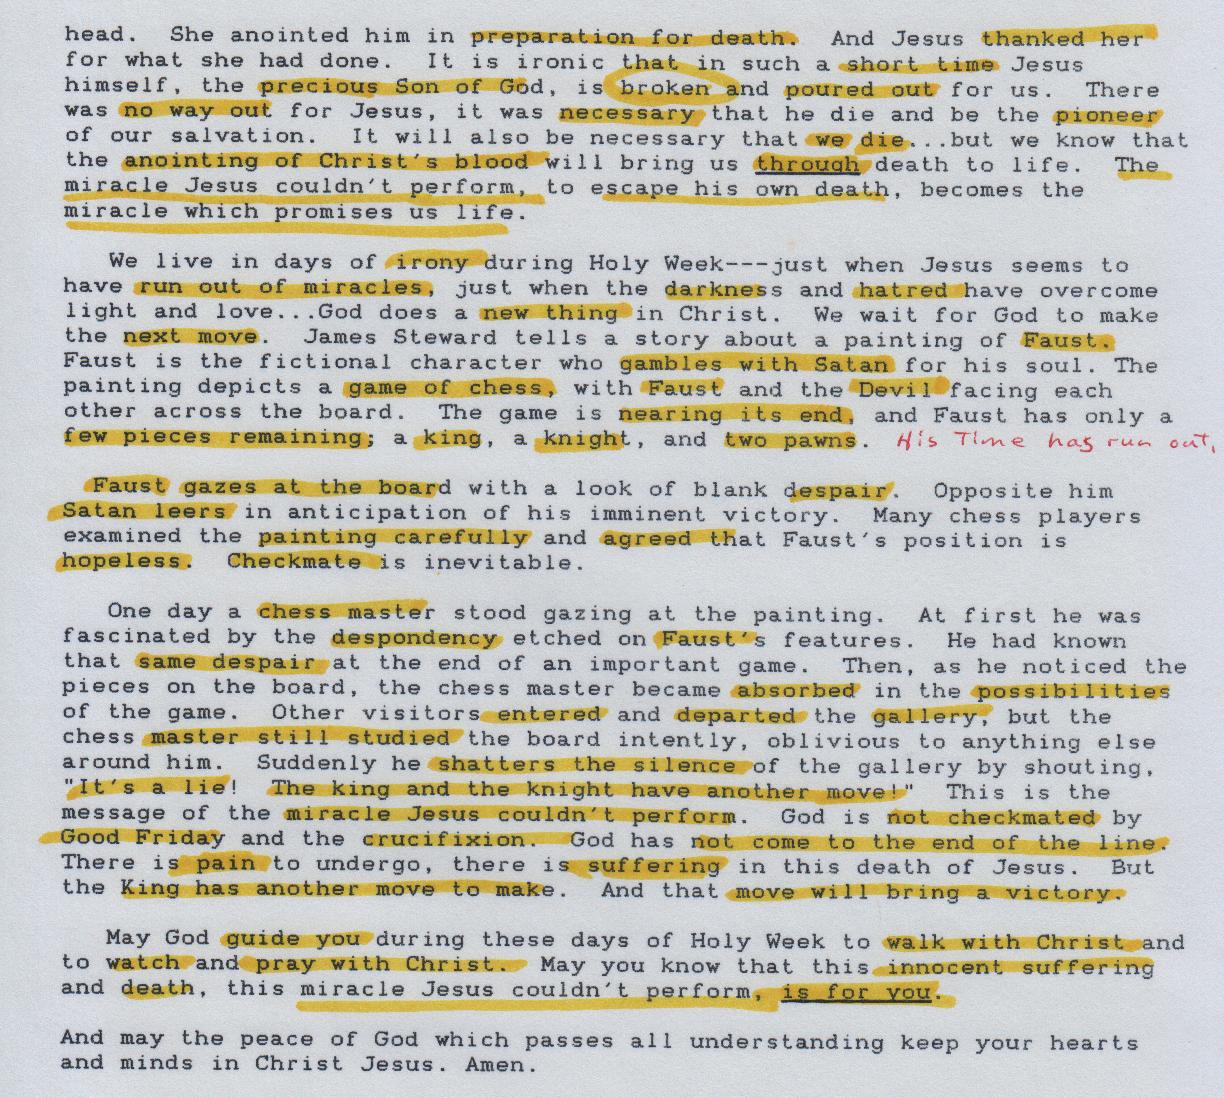 head.  She anointed him in preparation for death.  And Jesus thanked her
for what she had done.  It is ironic that in such a short time Jesus
himself, the precious Son of God, is broken and poured out for us.  There
was no way out for Jesus, it was necessary that he die and be the pioneer
of our salvation.  It will also be necessary that we die...but we know that
the anointing of Christ's blood will bring us through death to life.  The
miracle Jesus couldn't perform, to escape his own death, becomes the
miracle which promises us life.
We live in days of irony during Holy Week---just when Jesus seems to
have run out of miracles, just when the darkness and hatred have overcome
light and love...God does a new thing in Christ.  We wait for God to make
the next move.  James Steward tells a story about a painting of Faust.
Faust is the fictional character who gambles with Satan for his soul. The
painting depicts a game of chess, with Faust and the Devil facing each
other across the board.  The game is nearing its end, and Faust has only a
few pieces remaining; a king, a knight, and two pawns.  His Time has run out,
Faust gazes at the board with a look of blank despair.  Opposite him
Satan leers in anticipation of his imminent victory.  Many chess players
examined the painting carefully and agreed that Faust's position is
hopeless.  Checkmate is inevitable.
One day a chess master stood gazing at the painting.  At first he was
fascinated by the despondency etched on Faust's features.  He had known
that same despair at the end of an important game.  Then, as he noticed the
pieces on the board, the chess master became absorbed in the possibilities
of the game.  Other visitors entered and departed the gallery, but the
chess master still studied the board intently, oblivious to anything else
around him.  Suddenly he shatters the silence of the gallery by shouting,
"It's a lie!  The king and the knight have another move!"  This is the
message of the miracle Jesus couldn't perform.  God is not checkmated by
Good Friday and the crucifixion.  God has not come to the end of the line.
There is pain to undergo, there is suffering in this death of Jesus.  But
the King has another move to make.  And that move will bring a victory.
May God guide you during these days of Holy Week to walk with Christ and
to watch and pray with Christ.  May you know that this innocent suffering
and death, this miracle Jesus couldn't perform, is for you.
And may the peace of God which passes all understanding keep your hearts
and minds in Christ Jesus. Amen.